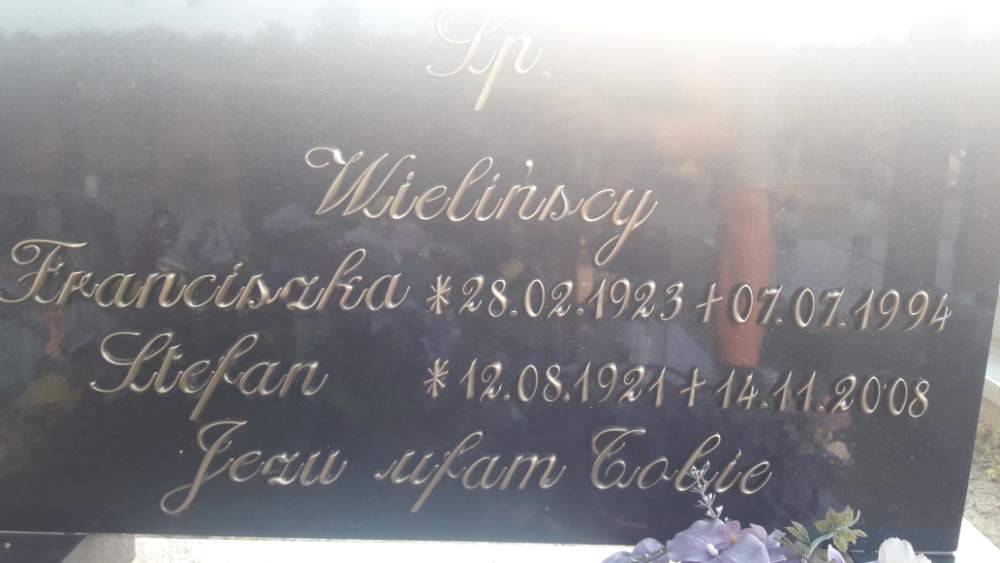 Śp.
Wielińscy
Franciszka *28.02.1923 +07.07.1994
Stefan *12.08.1921 +14.11.2008
Jezu ufam Tobie